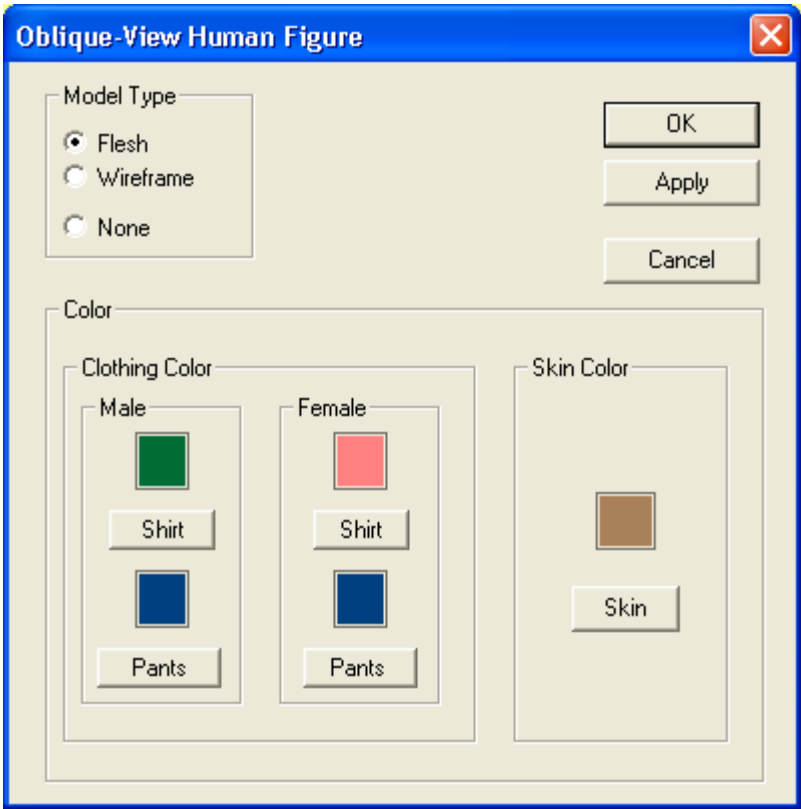 Oblique-View Human Figure
Model Type
Flesh
Wireframe
None
OK
Apply
Cancel
Color
Clothing Color
Male
Shirt
Pants
Female
Shirt
Pants
Skin Color
Skin